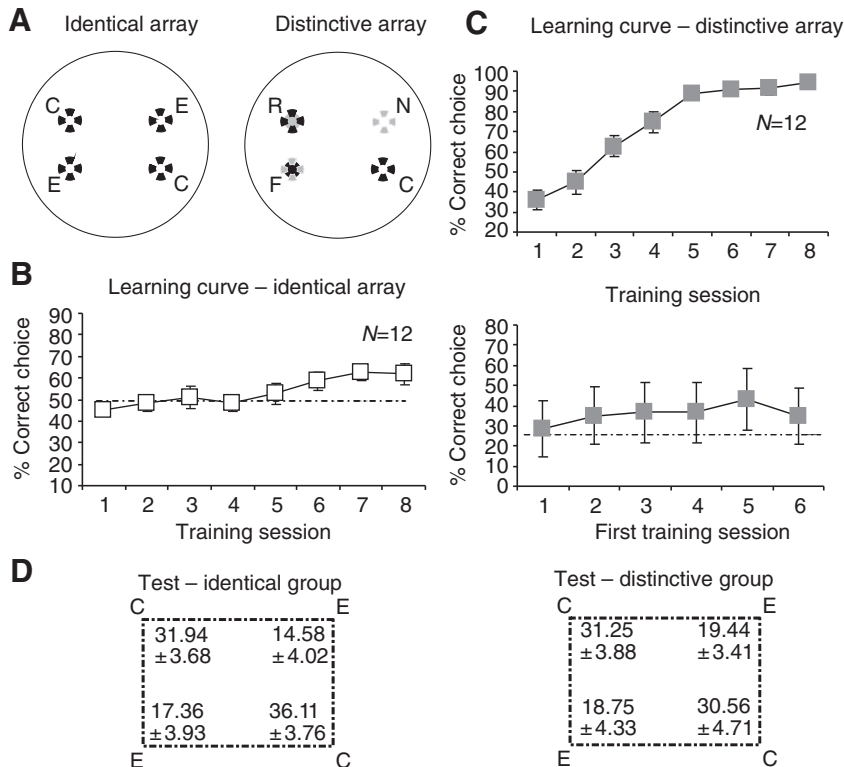 A
Identical array
Distinctive array
C
E
E
C
R
N
F
C
B
Learning curve – identical array
N=12
% Correct choice
90
80
70
60
50
40
30
20
10
1 2 3 4 5 6 7 8
Training session
C
Learning curve – distinctive array
% Correct choice
100
90
80
70
60
50
40
30
20
N=12
1 2 3 4 5 6 7 8
Training session
% Correct choice
80
70
60
50
40
30
20
10
0
1 2 3 4 5 6
First training session
D
Test – identical group
C E
31.94 14.58
±3.68 ±4.02
17.36 36.11
±3.93 ±3.76
E C
Test – distinctive group
C E
31.25 19.44
±3.88 ±3.41
18.75 30.56
±4.33 ±4.71
E C